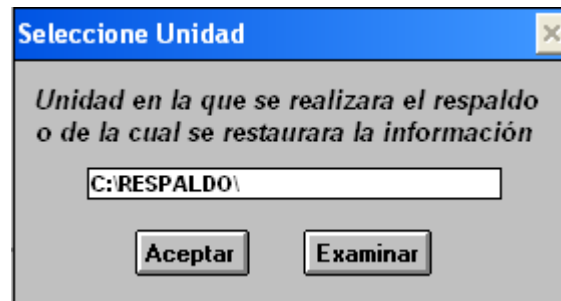 Seleccione Unidad
Unidad en la que se realizara el respaldo
o de la cual se restaurara la información
C:\RESPALDO\
Aceptar Examinar